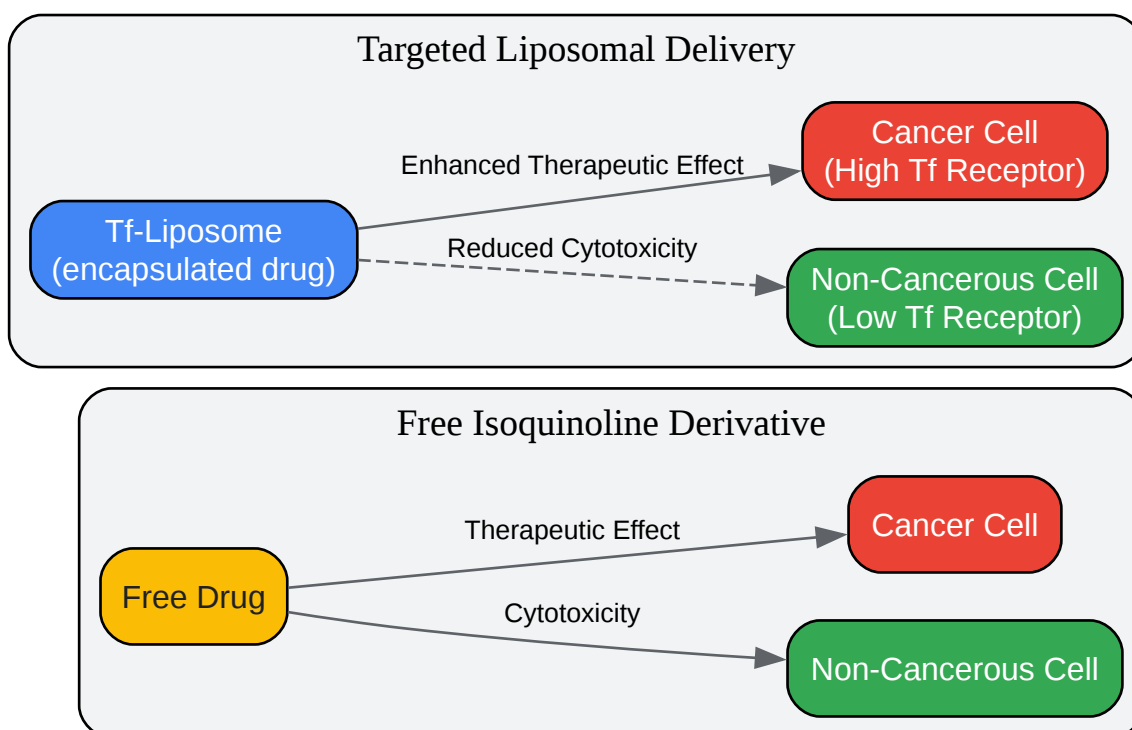 Targeted Liposomal Delivery
Cancer Cell
(High Tf Receptor)
Enhanced Therapeutic Effect
Tf-Liposome
(encapsulated drug)
Reduced Cytotoxicity
Non-Cancerous Cell
(Low Tf Receptor)
Free Isoquinoline Derivative
Cancer Cell
Therapeutic Effect
Free Drug
Cytotoxicity
Non-Cancerous Cell